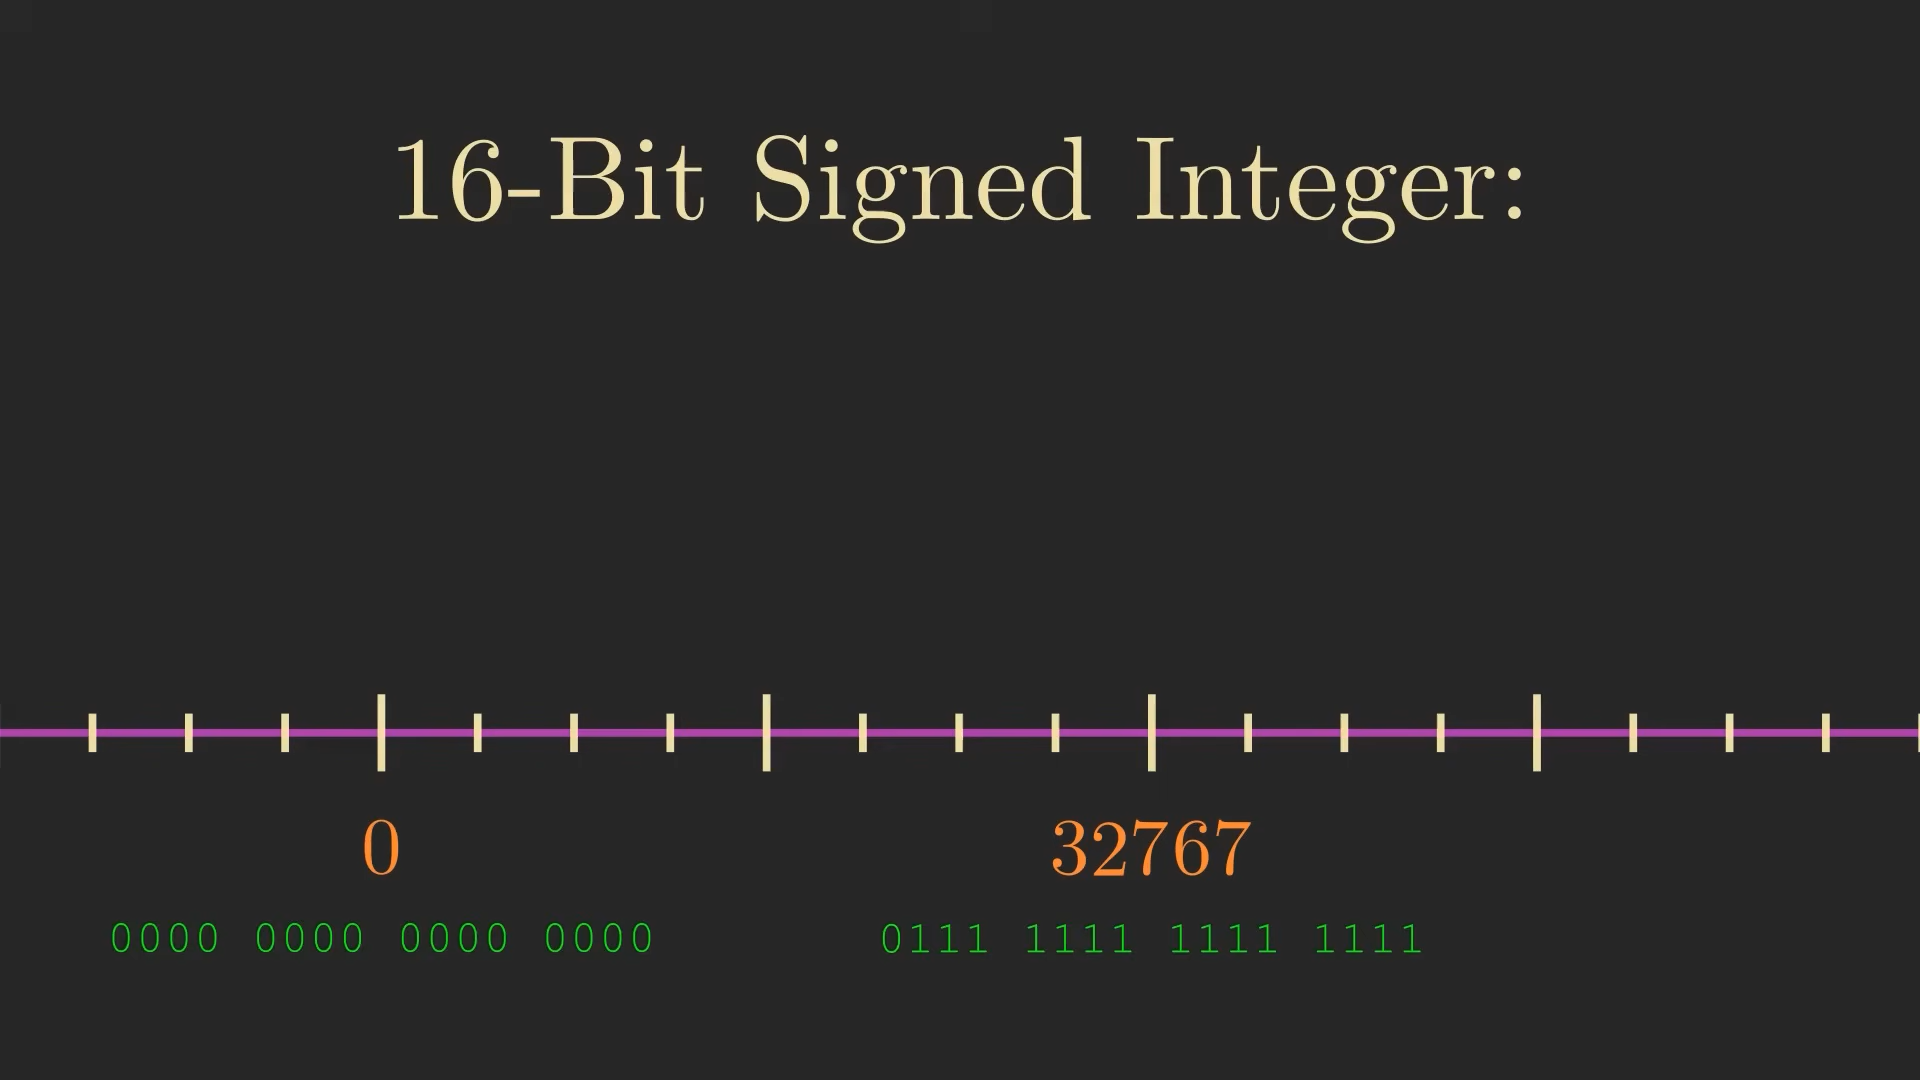 16-Bit Signed Integer:
0 32767
0000 0000 0000 0000 0111 1111 1111 1111